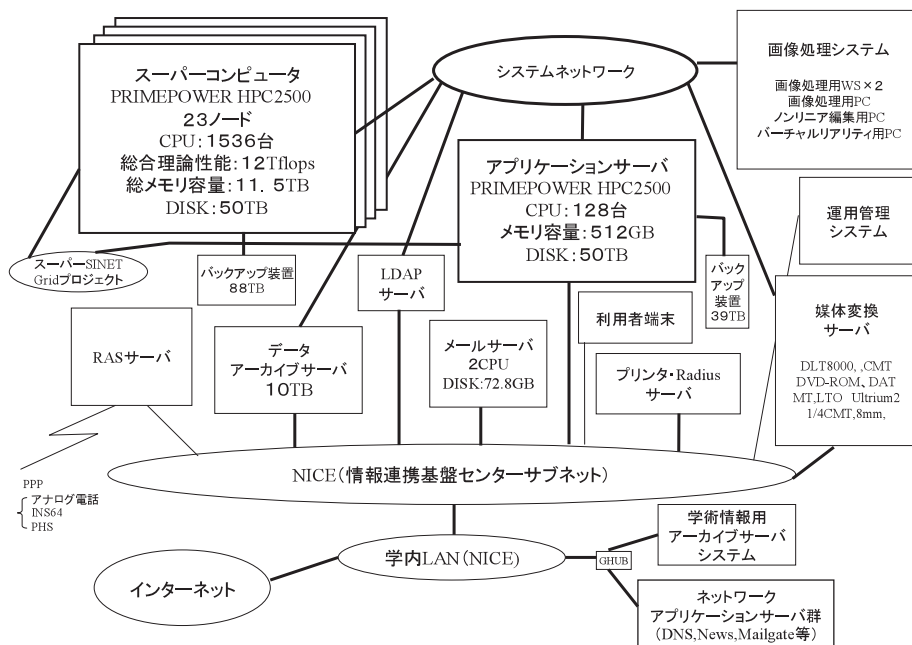 スーパーコンピュータ
PRIMEPOWER HPC2500
23ノード
CPU:1536台
総合理論性能:12Tflops
総メモリ容量:11.5TB
DISK:50TB
システムネットワーク
画像処理システム
画像処理用WS×2
画像処理用PC
ノンリニア編集用PC
バーチャルリアリティ用PC
アプリケーションサーバ
PRIMEPOWER HPC2500
CPU:128台
メモリ容量:512GB
DISK:50TB
運用管理
システム
スーパーSINET
Gridプロジェクト
バックアップ装置
88TB
LDAP
サーバ
バック
アップ
装置
39TB
媒体変換
サーバ
DLT8000, ,CMT
DVD-ROM、DAT
MT,LTO Ultrium2
1/4CMT,8mm,
RASサーバ
データ
アーカイブサーバ
10TB
メールサーバ
2CPU
DISK:72.8GB
利用者端末
プリンタ・Radius
サーバ
NICE(情報連携基盤センターサブネット)
PPP
アナログ電話
INS64
PHS
学内LAN(NICE)
インターネット
GHUB
学術情報用
アーカイブサーバ
システム
ネットワーク
アプリケーションサーバ群
(DNS,News,Mailgate等)